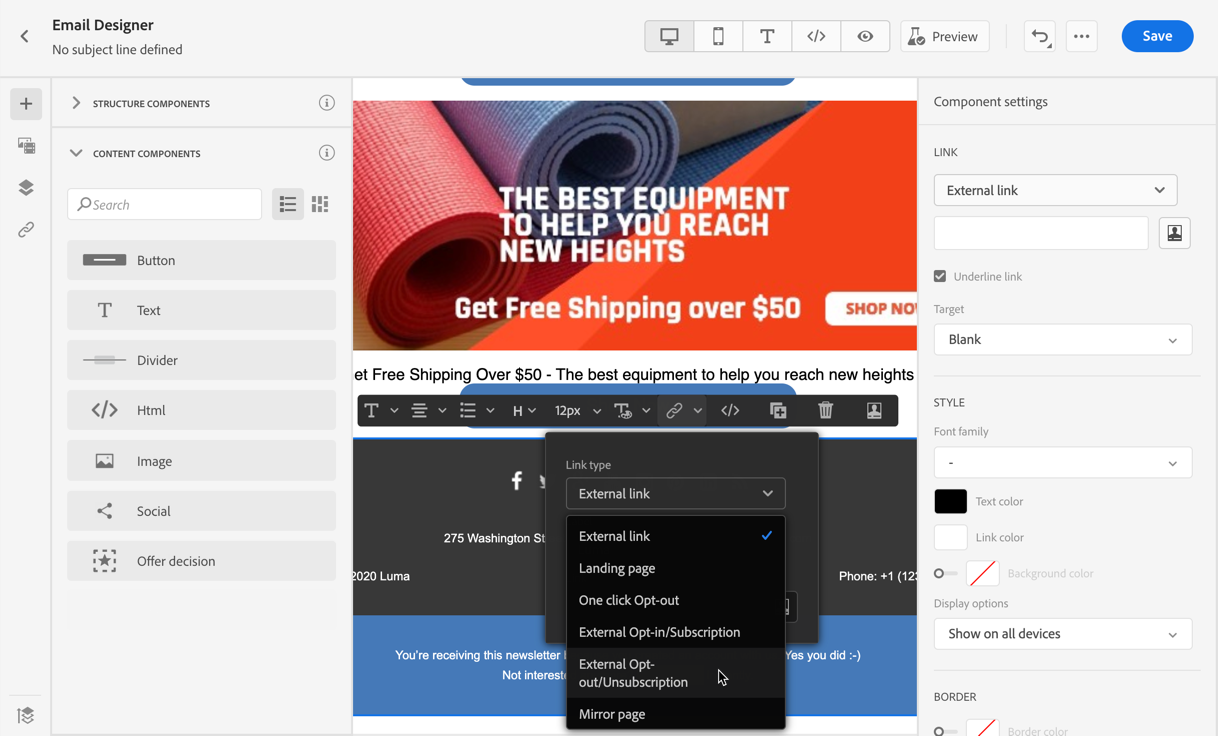 Email Designer
No subject line defined
Preview
Save
STRUCTURE COMPONENTS
CONTENT COMPONENTS
Search
Button
Text
Divider
Html
Image
Social
Offer decision
THE BEST EQUIPMENT
TO HELP YOU REACH
NEW HEIGHTS
Get Free Shipping over $50
SHOP NOW
et Free Shipping Over $50 - The best equipment to help you reach new heights
H
12px
Link type
External link
External link
Landing page
One click Opt-out
External Opt-in/Subscription
External Opt-
out/Unsubscription
Mirror page
275 Washington St
2020 Luma
Phone: +1 (123
You're receiving this newsletter
Yes you did :-)
Not intereste
Component settings
LINK
External link
Underline link
Target
Blank
STYLE
Font family
-
Text color
Link color
Background color
Display options
Show on all devices
BORDER
Border color